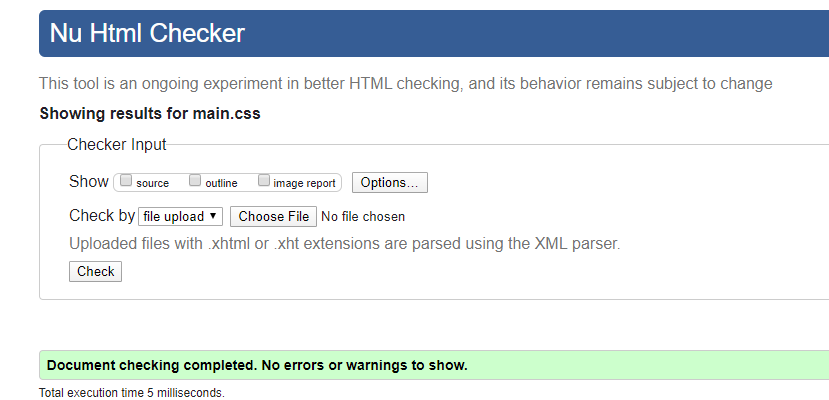 Nu Html Checker
This tool is an ongoing experiment in better HTML checking, and its behavior remains subject to change
Showing results for main.css
Checker Input
Show source outline image report Options...
Check by file upload Choose File No file chosen
Uploaded files with .xhtml or .xht extensions are parsed using the XML parser.
Check
Document checking completed. No errors or warnings to show.
Total execution time 5 milliseconds.